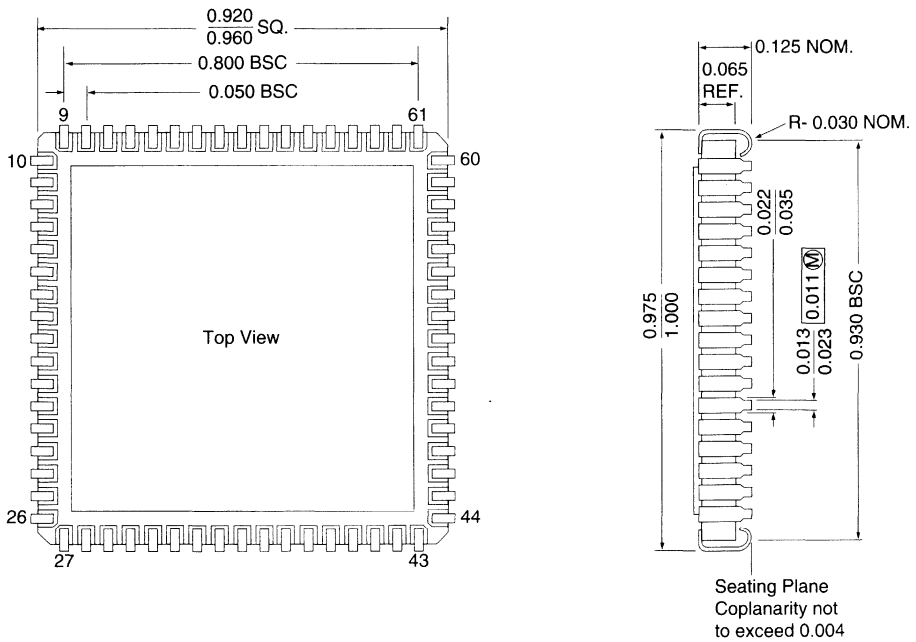 0.920
0.960
SQ.
0.800 BSC
0.050 BSC
9
61
10
60
Top View
26
44
27
43
0.125 NOM.
0.065
REF.
R- 0.030 NOM.
0.022
0.035
0.011 Ⓜ
0.013
0.023
0.975
1.000
0.930 BSC
Seating Plane
Coplanarity not
to exceed 0.004